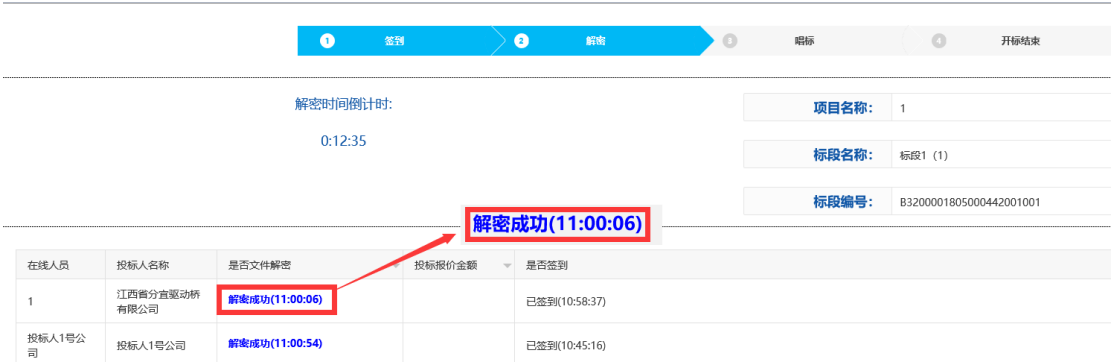 1 签到 2 解密 3 唱标 4 开标结束
解密时间倒计时:
0:12:35
项目名称： 1
标段名称： 标段1（1）
标段编号： B3200001805000442001001
解密成功(11:00:06)
在线人员 投标人名称 是否文件解密 投标报价金额 是否签到
1 江西省分宜驱动桥有限公司 解密成功(11:00:06) 已签到(10:58:37)
投标人1号公司 投标人1号公司 解密成功(11:00:54) 已签到(10:45:16)